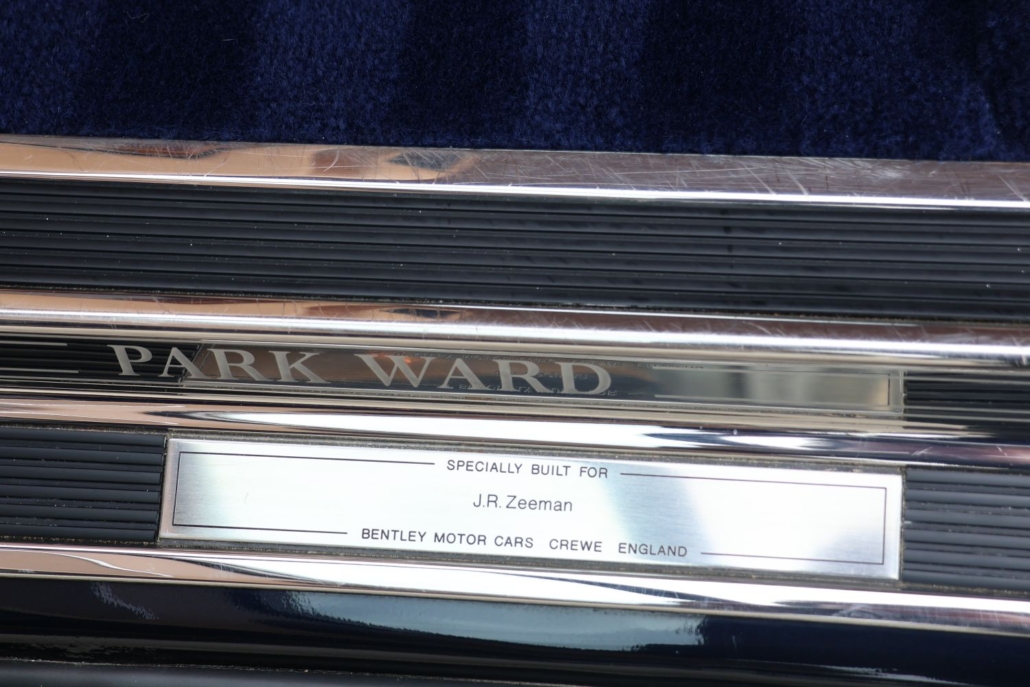 PARK WARD
SPECIALLY BUILT FOR
J.R. Zeeman
BENTLEY MOTOR CARS CREWE ENGLAND